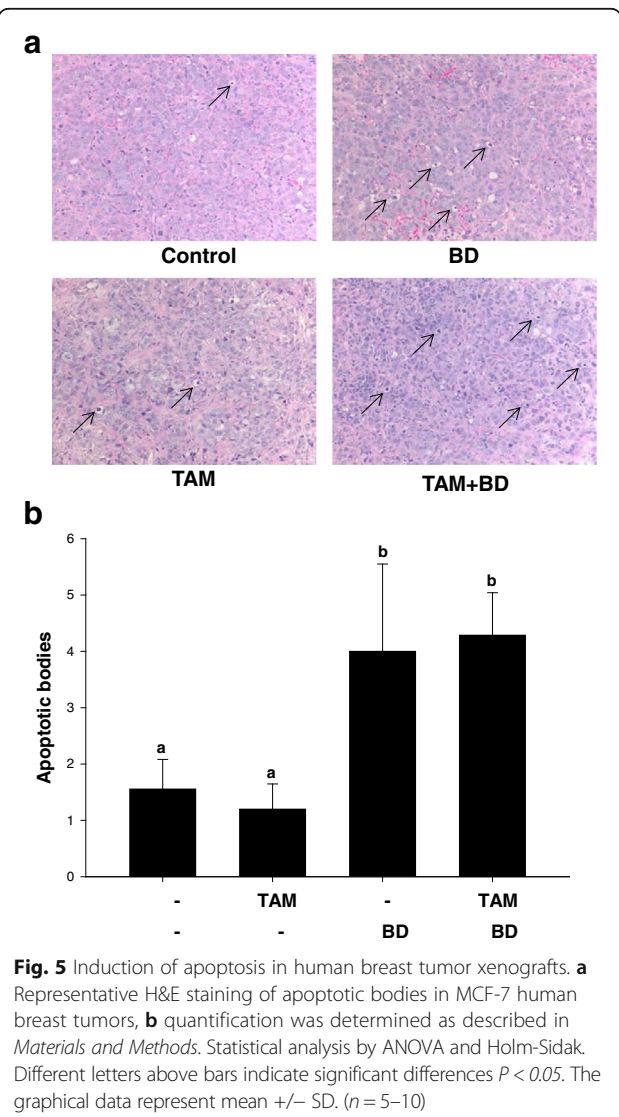 a
Control
BD
TAM
TAM+BD
b
6
5
4
3
2
1
0
Apoptotic bodies
a
a
b
b
- TAM - TAM
- - BD BD
Fig. 5 Induction of apoptosis in human breast tumor xenografts. a
Representative H&E staining of apoptotic bodies in MCF-7 human
breast tumors, b quantification was determined as described in
Materials and Methods. Statistical analysis by ANOVA and Holm-Sidak.
Different letters above bars indicate significant differences P < 0.05. The
graphical data represent mean +/− SD. (n = 5–10)